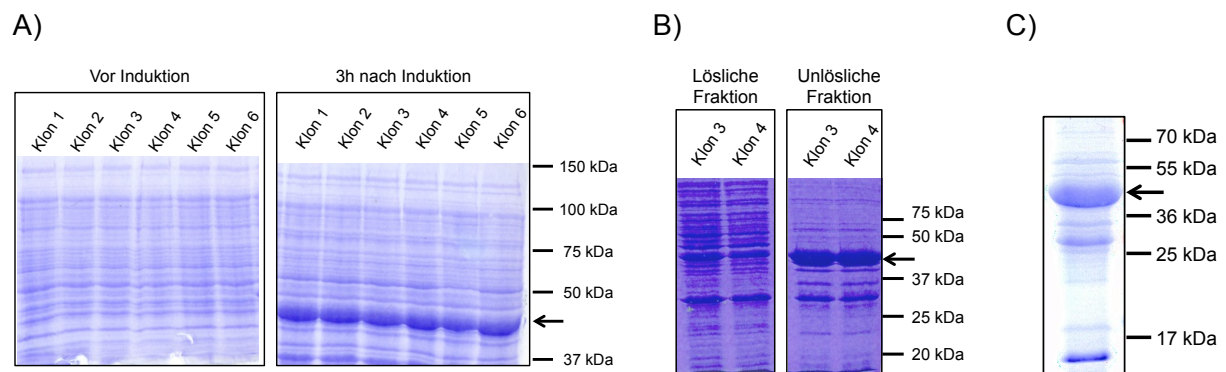 A)
Vor Induktion
Klon 1
Klon 2
Klon 3
Klon 4
Klon 5
Klon 6
3h nach Induktion
Klon 1
Klon 2
Klon 3
Klon 4
Klon 5
Klon 6
150 kDa
100 kDa
75 kDa
50 kDa
37 kDa
B)
Lösliche
Fraktion
Klon 3
Klon 4
Unlösliche
Fraktion
Klon 3
Klon 4
75 kDa
50 kDa
37 kDa
25 kDa
20 kDa
C)
70 kDa
55 kDa
36 kDa
25 kDa
17 kDa